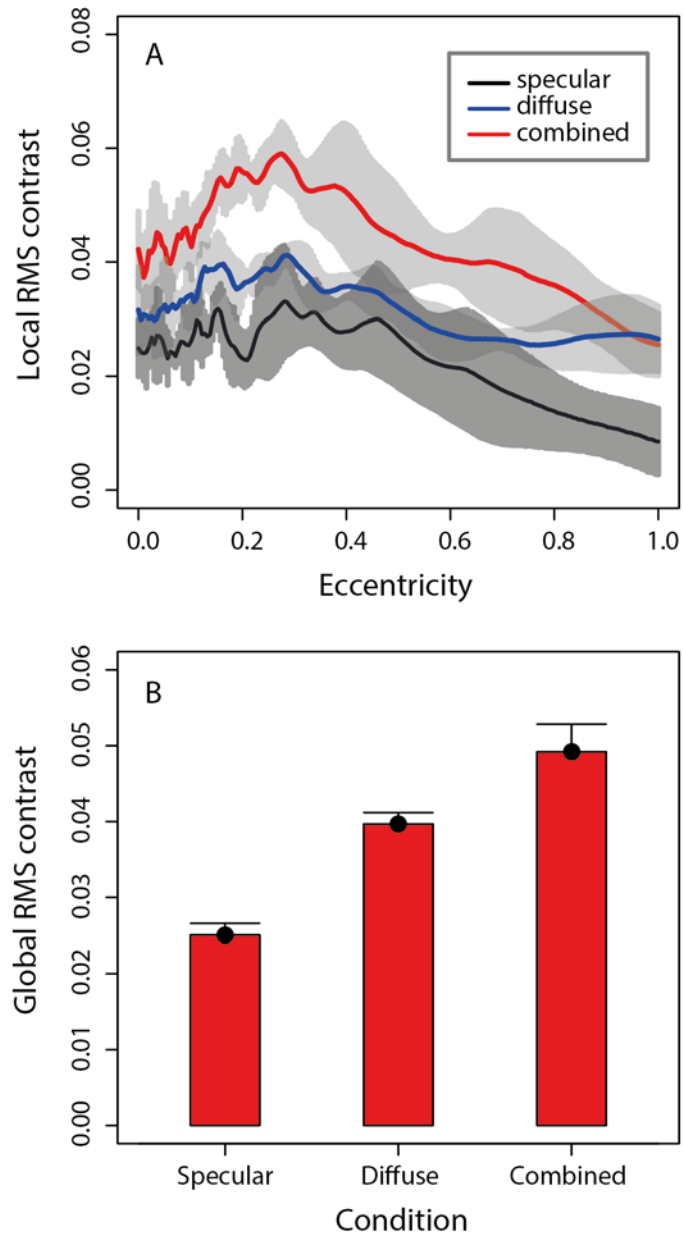 A
specular
diffuse
combined
Local RMS contrast
0.08
0.06
0.04
0.02
0.00
0.0 0.2 0.4 0.6 0.8 1.0
Eccentricity
B
Global RMS contrast
0.06
0.05
0.04
0.03
0.02
0.01
0.00
Specular Diffuse Combined
Condition